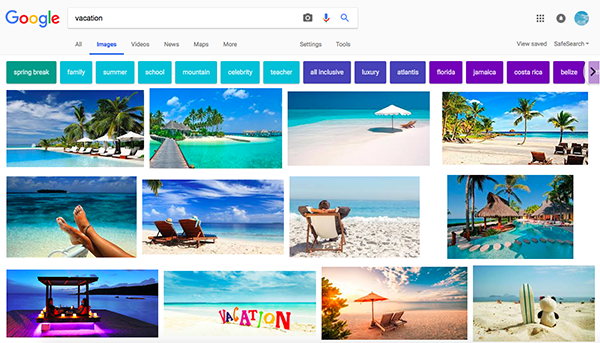 Google vacation
All Images Videos News Maps More Settings Tools View saved SafeSearch
spring break family summer school mountain celebrity teacher all inclusive luxury atlantis florida jamaica costa rica belize
VACATION